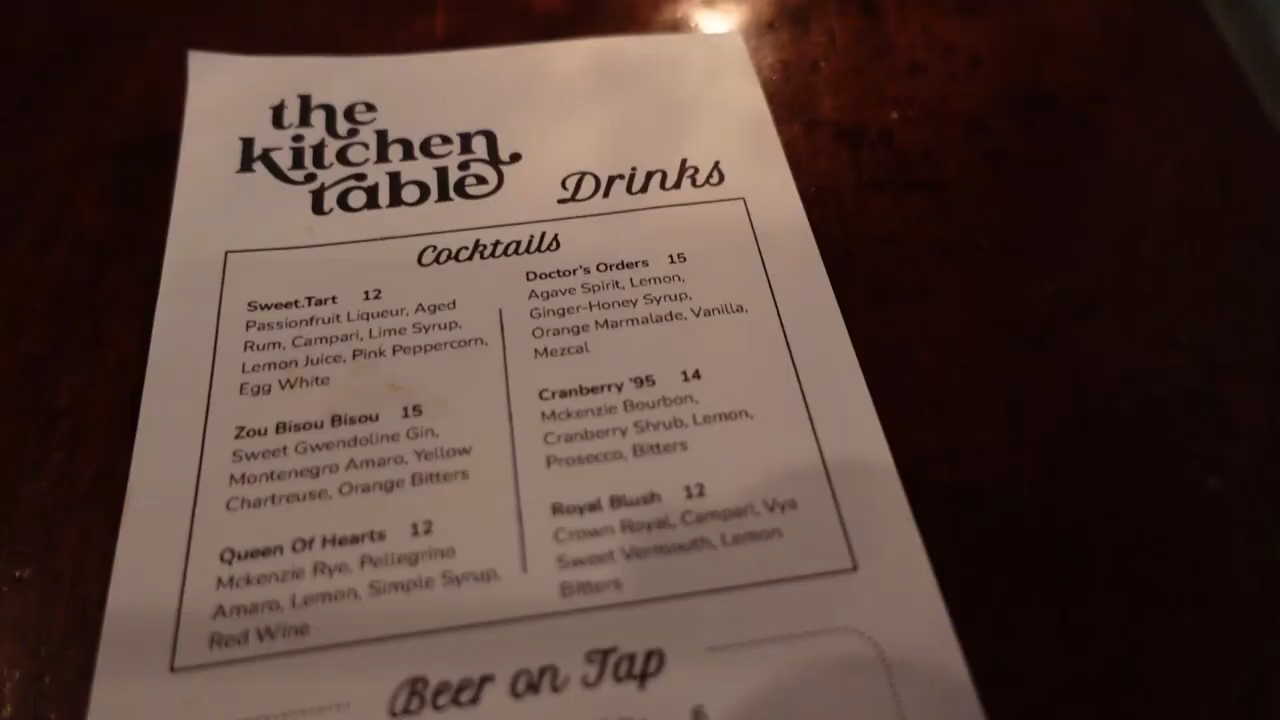 the
kitchen
table
Drinks
Cocktails
Sweet.Tart 12
Passionfruit Liqueur, Aged
Rum, Campari, Lime Syrup,
Lemon Juice, Pink Peppercorn,
Egg White
Zou Bisou Bisou 15
Sweet Gwendoline Gin,
Montenegro Amaro, Yellow
Chartreuse, Orange Bitters
Queen Of Hearts 12
Mckenzie Rye, Pellegrino
Amaro, Lemon, Simple Syrup,
Red Wine
Doctor's Orders 15
Agave Spirit, Lemon,
Ginger-Honey Syrup,
Orange Marmalade, Vanilla,
Mezcal
Cranberry '95 14
Mckenzie Bourbon,
Cranberry Shrub, Lemon,
Prosecco, Bitters
Royal Blush 12
Crown Royal, Campari, Vya
Sweet Vermouth, Lemon
Bitters
Beer on Tap